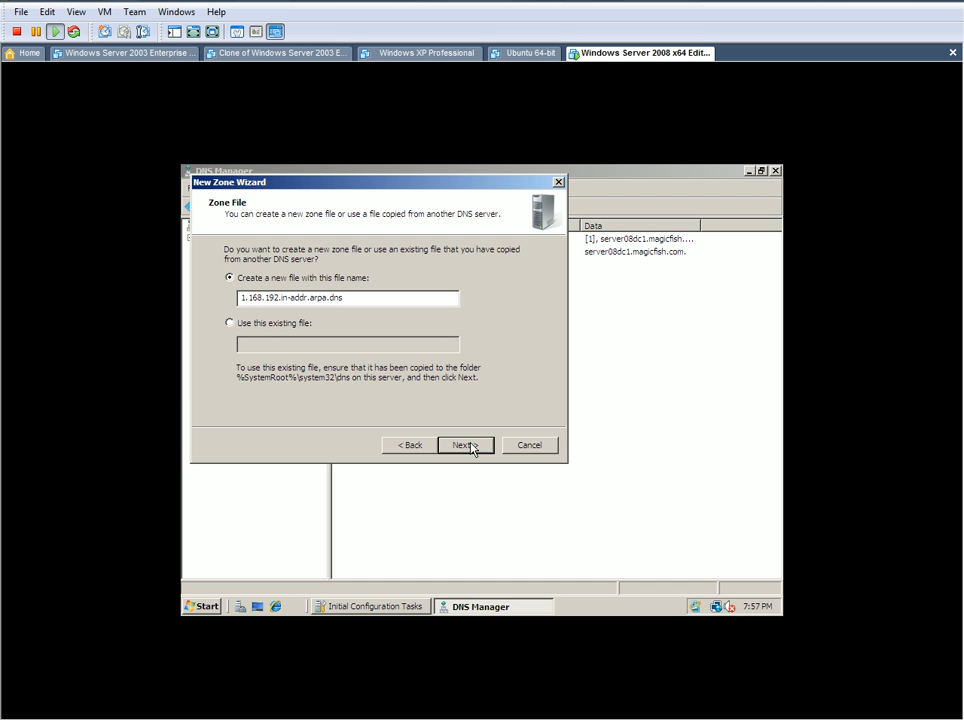 File Edit View VM Team Windows Help
Home Windows Server 2003 Enterprise ... Clone of Windows Server 2003 E... Windows XP Professional Ubuntu 64-bit Windows Server 2008 x64 Edit...
DNS Manager
New Zone Wizard
Zone File
You can create a new zone file or use a file copied from another DNS server.
Data
[1], server08dc1.magicfish....
server08dc1.magicfish.com.
Do you want to create a new zone file or use an existing file that you have copied
from another DNS server?
Create a new file with this file name:
1.168.192.in-addr.arpa.dns
Use this existing file:
To use this existing file, ensure that it has been copied to the folder
%SystemRoot%\system32\dns on this server, and then click Next.
< Back Next > Cancel
Start Initial Configuration Tasks DNS Manager 7:57 PM